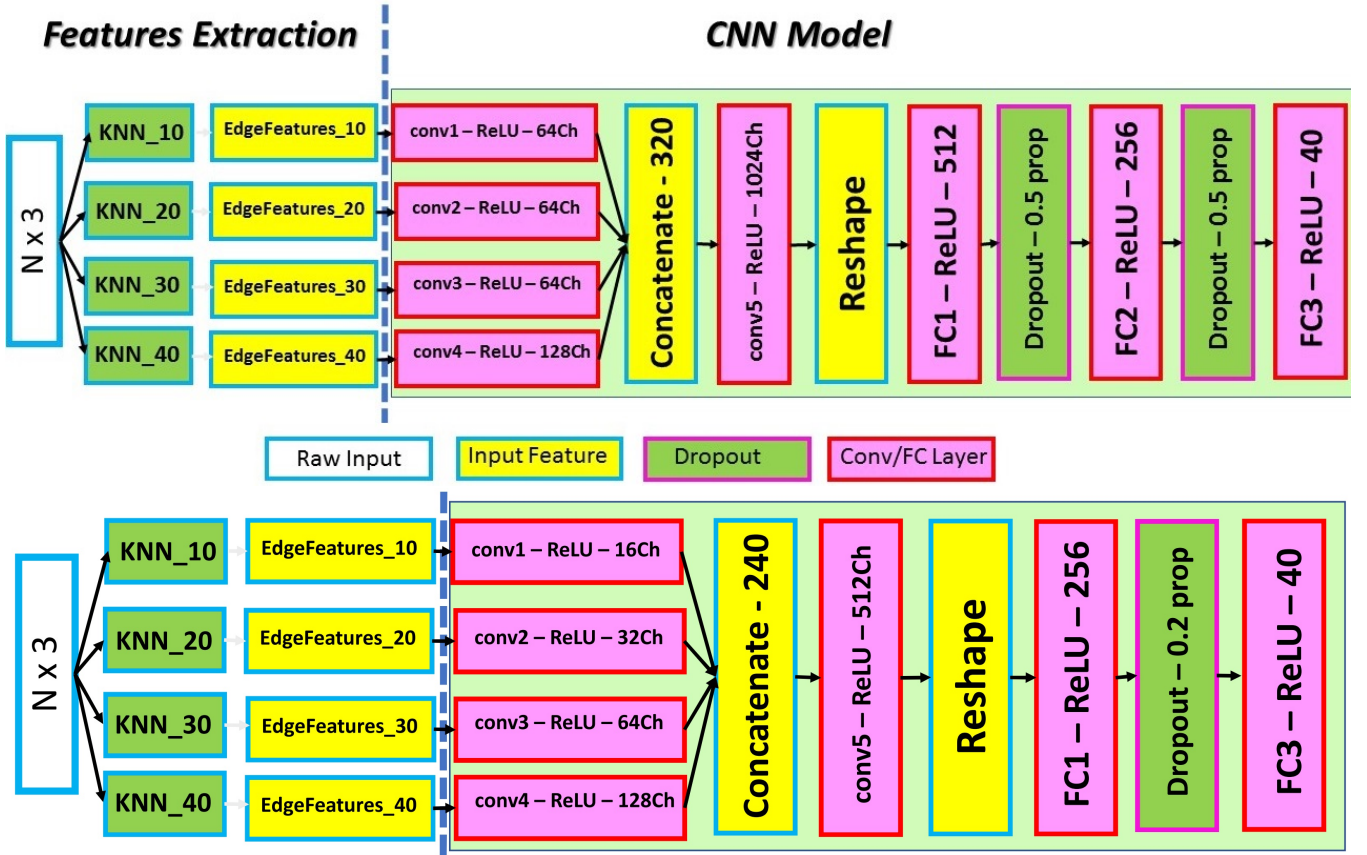 Features Extraction
CNN Model
N x 3
KNN_10
EdgeFeatures_10
conv1 – ReLU – 64Ch
KNN_20
EdgeFeatures_20
conv2 – ReLU – 64Ch
KNN_30
EdgeFeatures_30
conv3 – ReLU – 64Ch
KNN_40
EdgeFeatures_40
conv4 – ReLU – 128Ch
Concatenate - 320
conv5 – ReLU – 1024Ch
Reshape
FC1 – ReLU – 512
Dropout – 0.5 prop
FC2 – ReLU – 256
Dropout – 0.5 prop
FC3 – ReLU – 40
Raw Input
Input Feature
Dropout
Conv/FC Layer
N x 3
KNN_10
EdgeFeatures_10
conv1 – ReLU – 16Ch
KNN_20
EdgeFeatures_20
conv2 – ReLU – 32Ch
KNN_30
EdgeFeatures_30
conv3 – ReLU – 64Ch
KNN_40
EdgeFeatures_40
conv4 – ReLU – 128Ch
Concatenate - 240
conv5 – ReLU – 512Ch
Reshape
FC1 – ReLU – 256
Dropout – 0.2 prop
FC3 – ReLU – 40